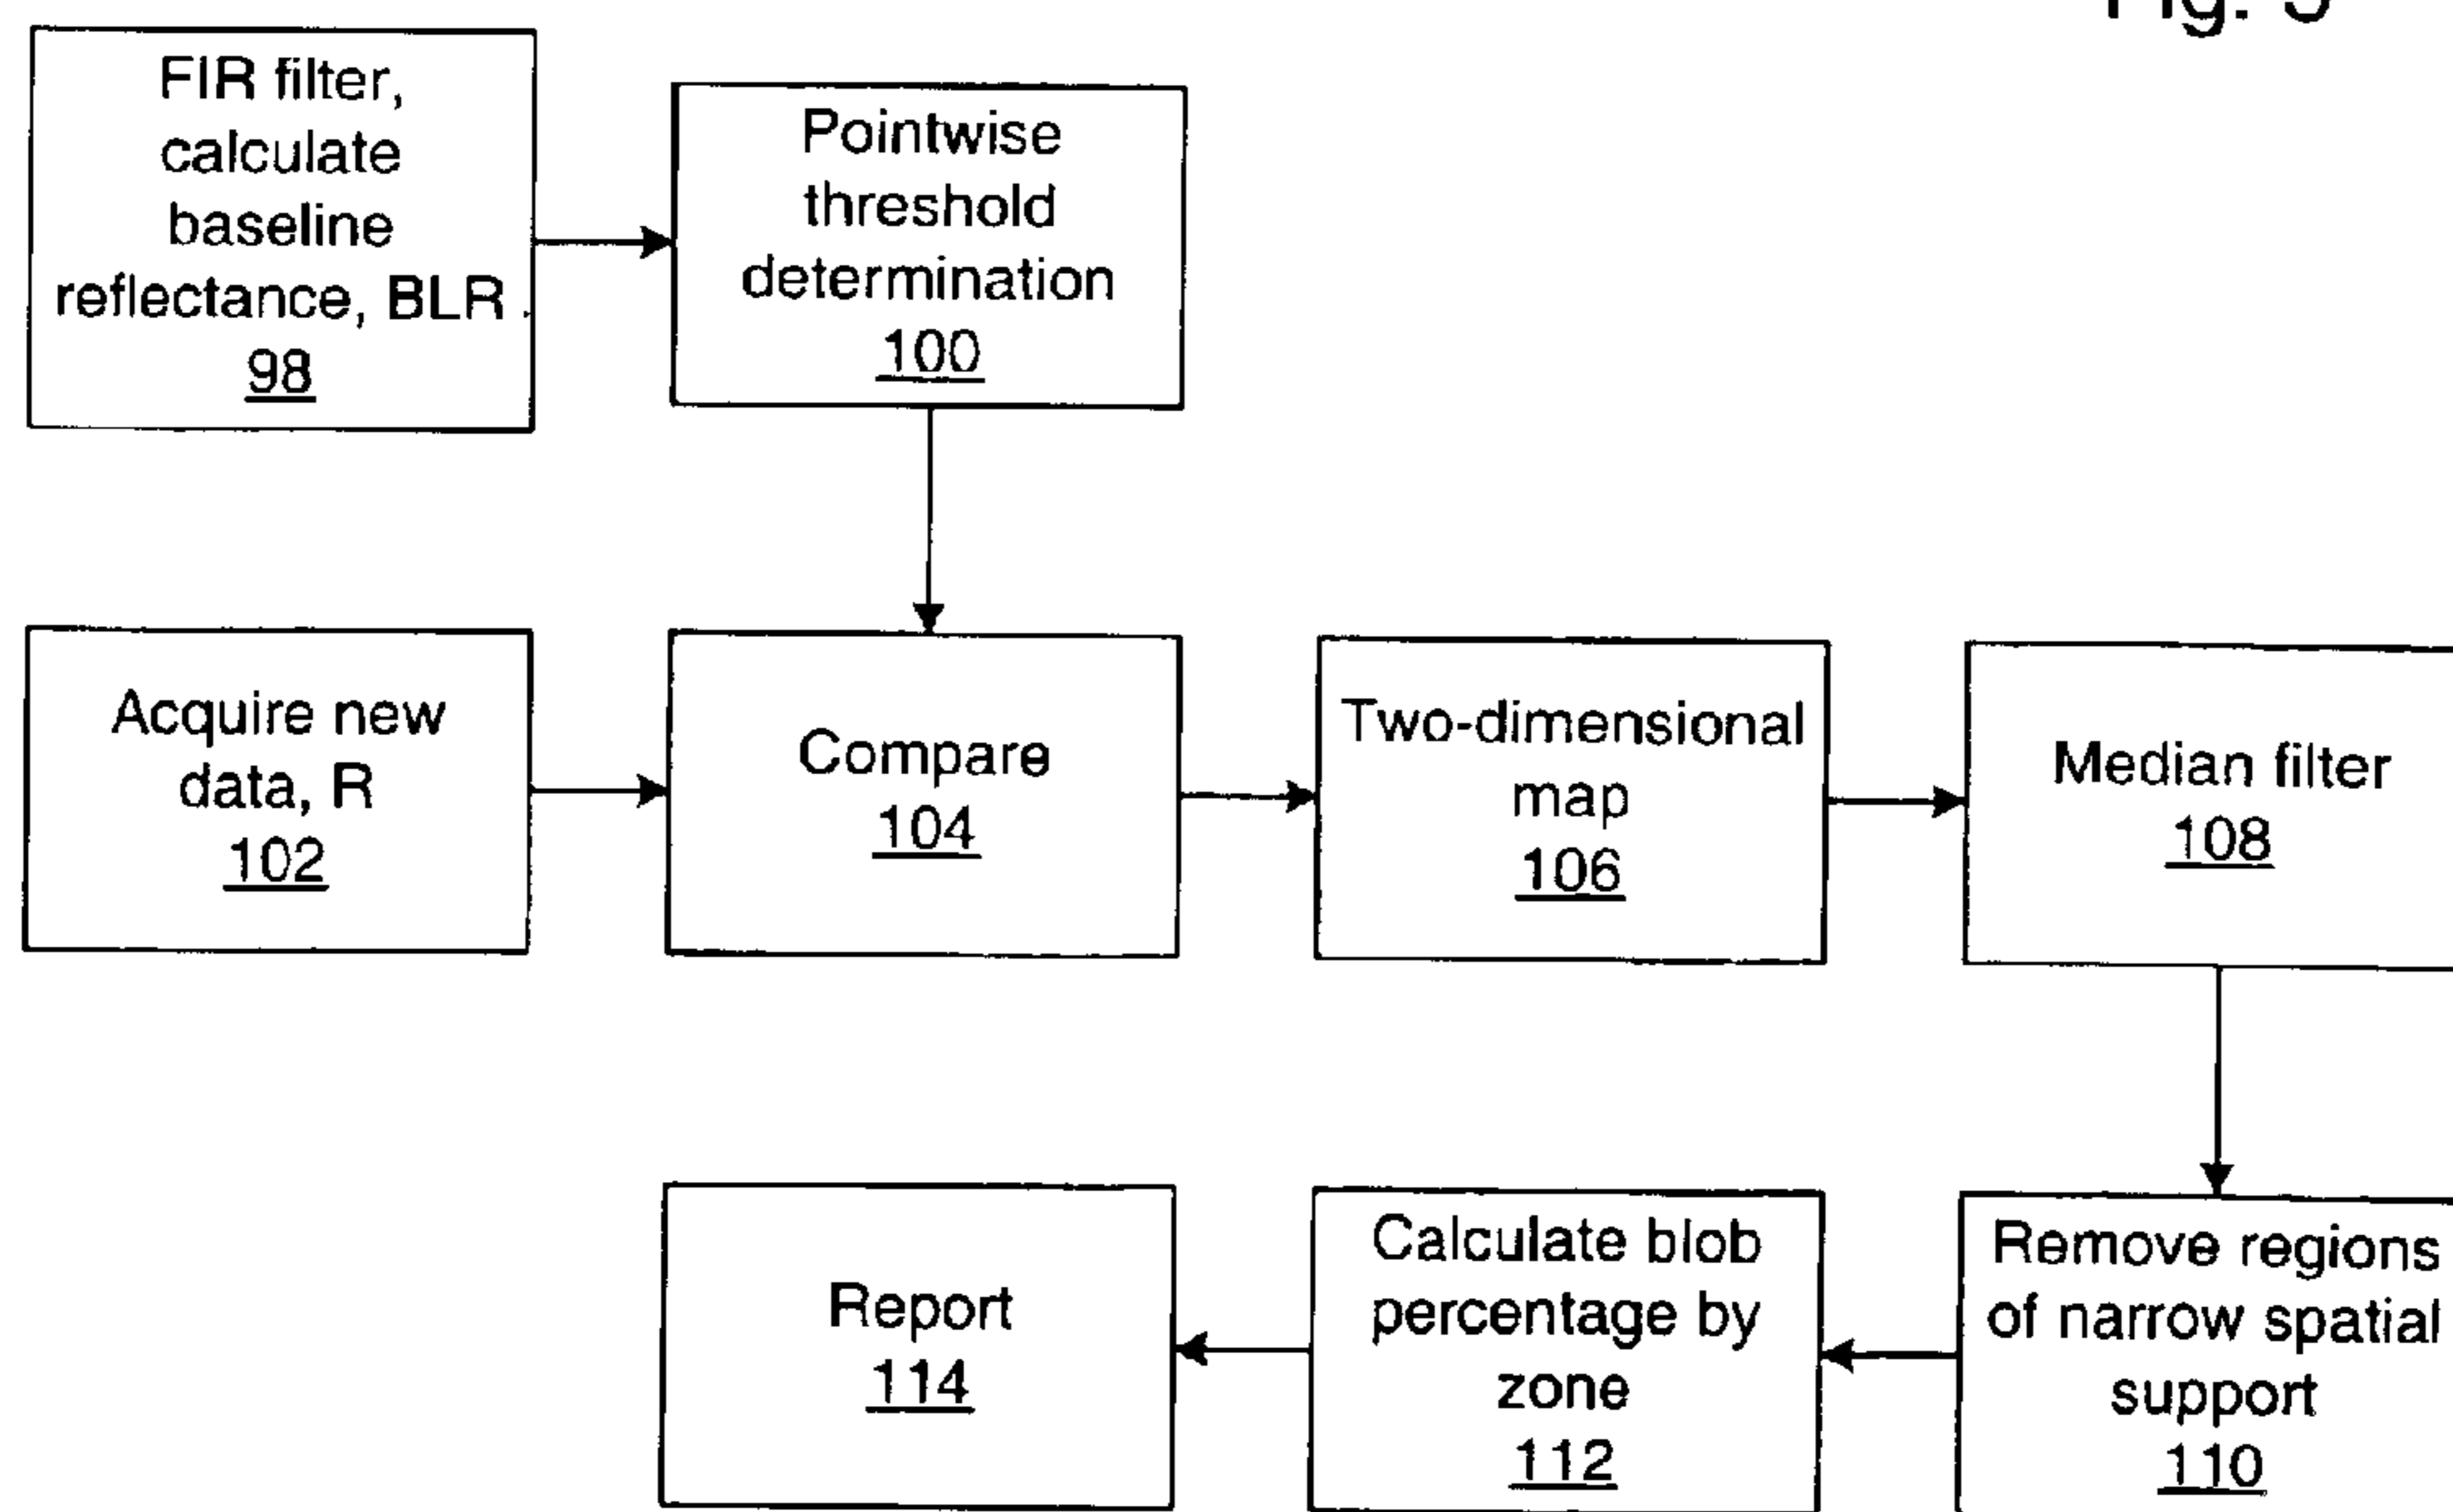 FIR filter,
calculate
baseline
reflectance, BLR
98
Pointwise
threshold
determination
100
Acquire new
data, R
102
Compare
104
Two-dimensional
map
106
Median filter
108
Report
114
Calculate blob
percentage by
zone
112
Remove regions
of narrow spatial
support
110